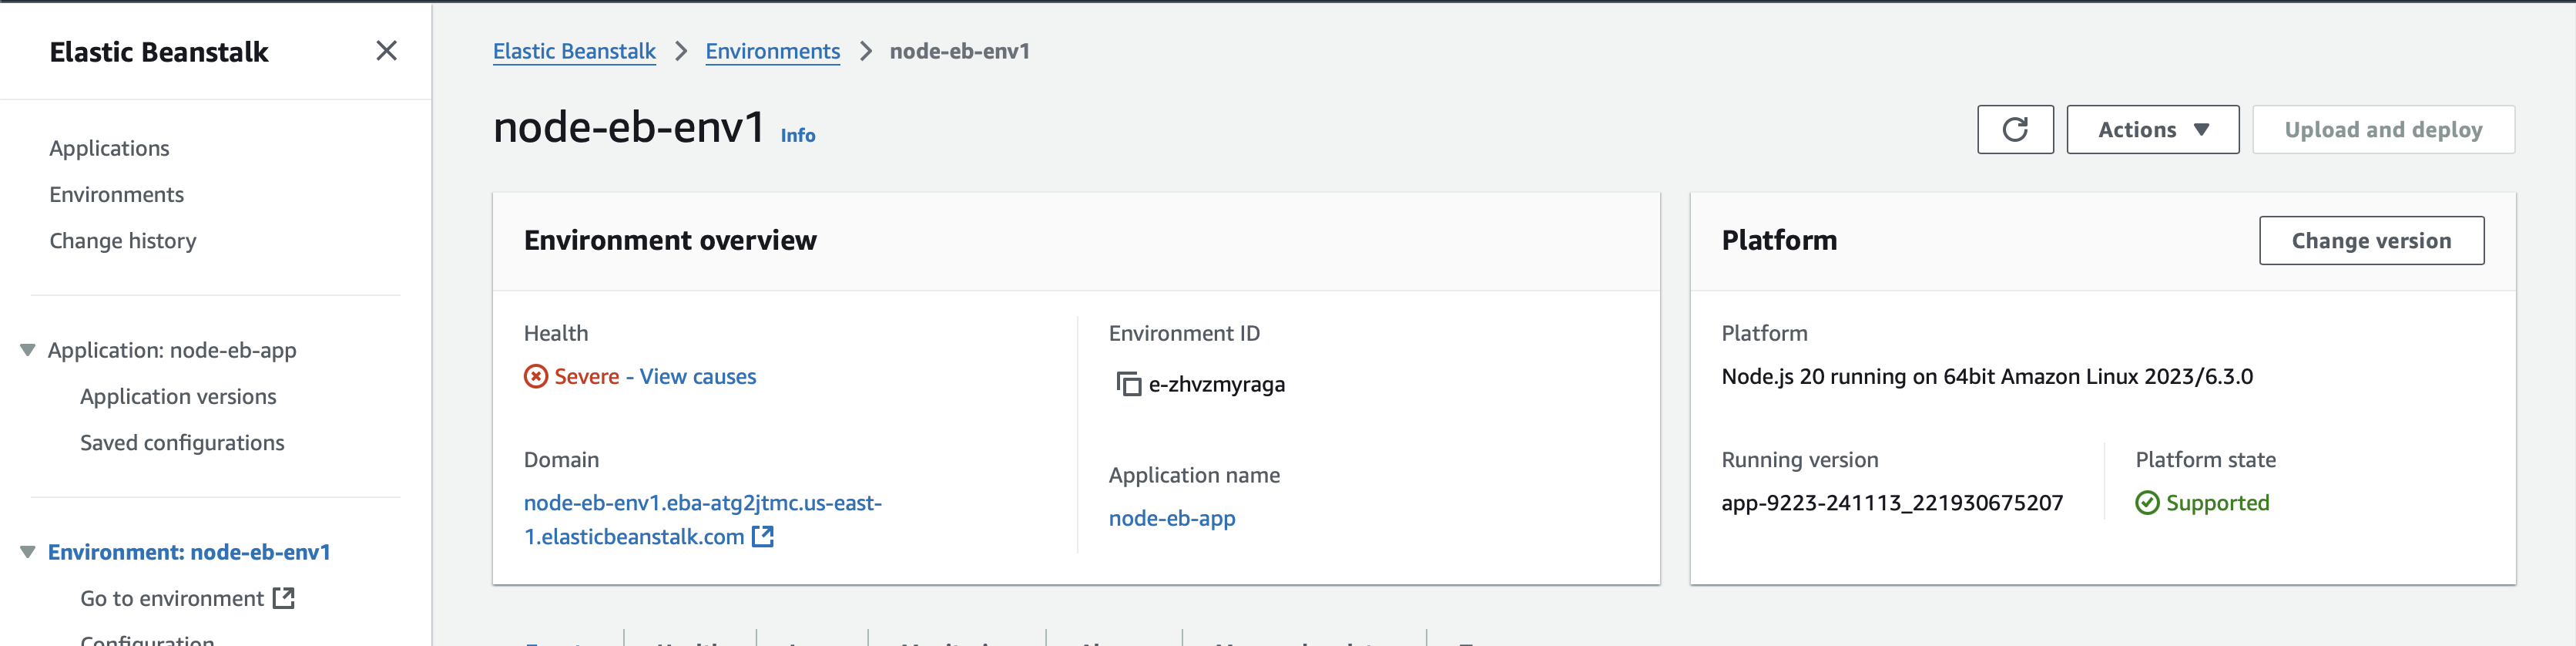 Elastic Beanstalk
Applications
Environments
Change history
Application: node-eb-app
Application versions
Saved configurations
Environment: node-eb-env1
Go to environment
Configuration
Elastic Beanstalk > Environments > node-eb-env1
node-eb-env1 Info
Actions
Upload and deploy
Environment overview
Health
Severe - View causes
Domain
node-eb-env1.eba-atg2jtmc.us-east-
1.elasticbeanstalk.com
Environment ID
e-zhvzmyraga
Application name
node-eb-app
Platform
Change version
Platform
Node.js 20 running on 64bit Amazon Linux 2023/6.3.0
Running version
app-9223-241113_221930675207
Platform state
Supported